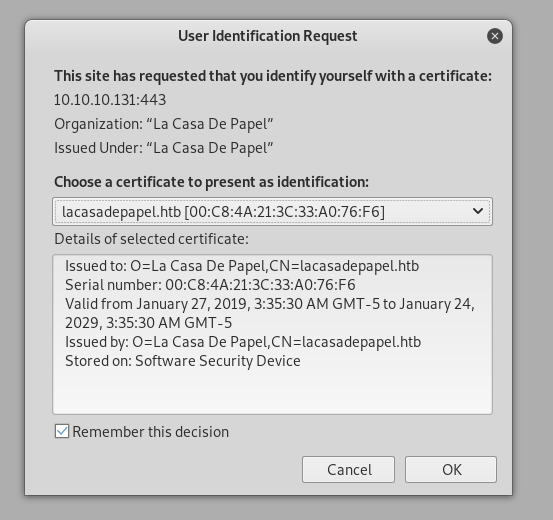 User Identification Request
This site has requested that you identify yourself with a certificate:
10.10.10.131:443
Organization: “La Casa De Papel”
Issued Under: “La Casa De Papel”
Choose a certificate to present as identification:
lacasadepapel.htb [00:C8:4A:21:3C:33:A0:76:F6]
Details of selected certificate:
Issued to: O=La Casa De Papel,CN=lacasadepapel.htb
Serial number: 00:C8:4A:21:3C:33:A0:76:F6
Valid from January 27, 2019, 3:35:30 AM GMT-5 to January 24,
2029, 3:35:30 AM GMT-5
Issued by: O=La Casa De Papel,CN=lacasadepapel.htb
Stored on: Software Security Device
Remember this decision
Cancel OK